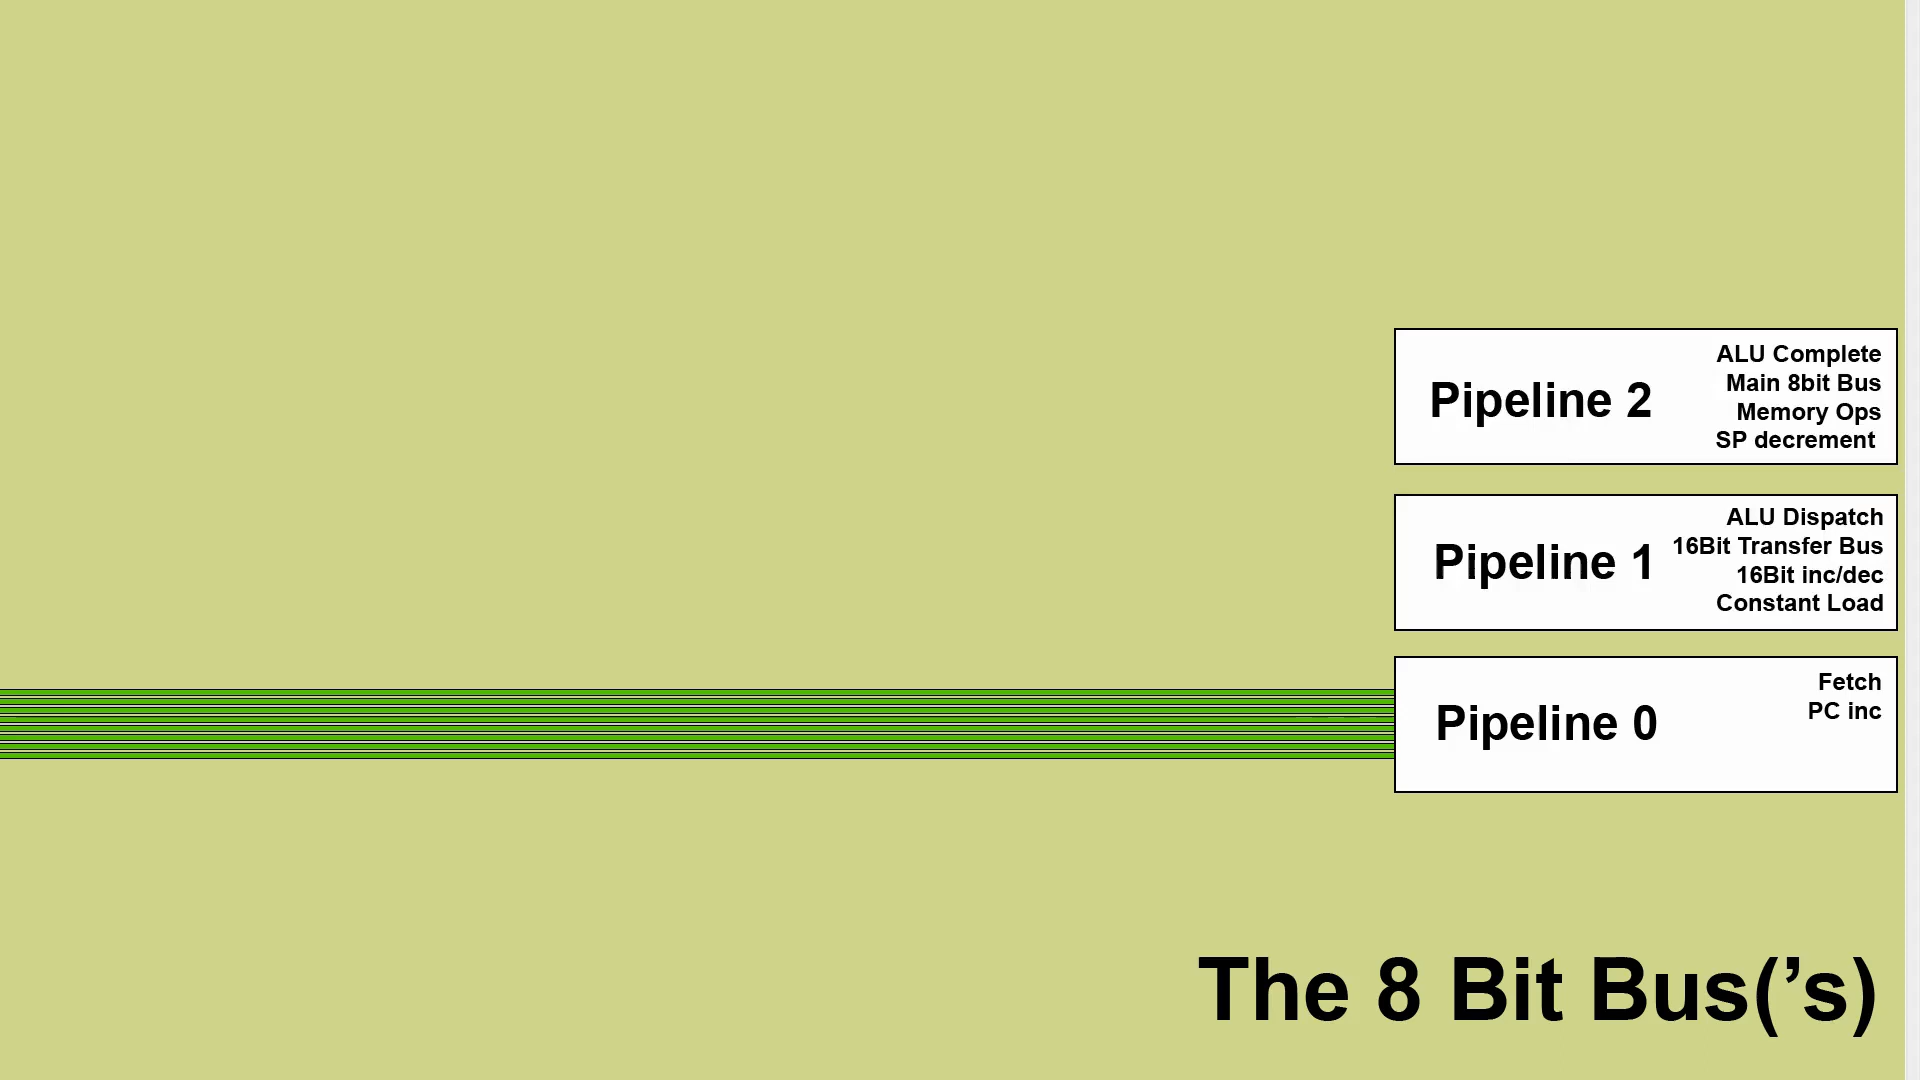 Pipeline 2
ALU Complete
Main 8bit Bus
Memory Ops
SP decrement
Pipeline 1
ALU Dispatch
16Bit Transfer Bus
16Bit inc/dec
Constant Load
Pipeline 0
Fetch
PC inc
The 8 Bit Bus(’s)